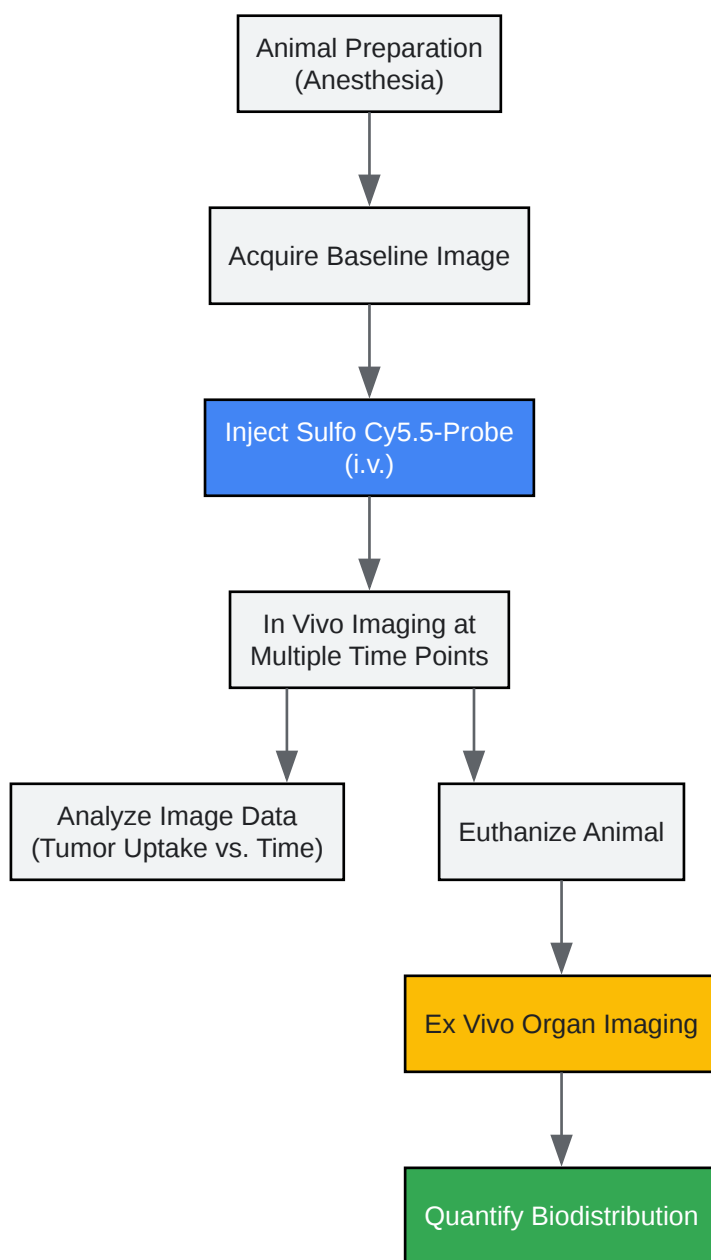 Animal Preparation
(Anesthesia)
Acquire Baseline Image
Inject Sulfo Cy5.5-Probe
(i.v.)
In Vivo Imaging at
Multiple Time Points
Analyze Image Data
(Tumor Uptake vs. Time)
Euthanize Animal
Ex Vivo Organ Imaging
Quantify Biodistribution